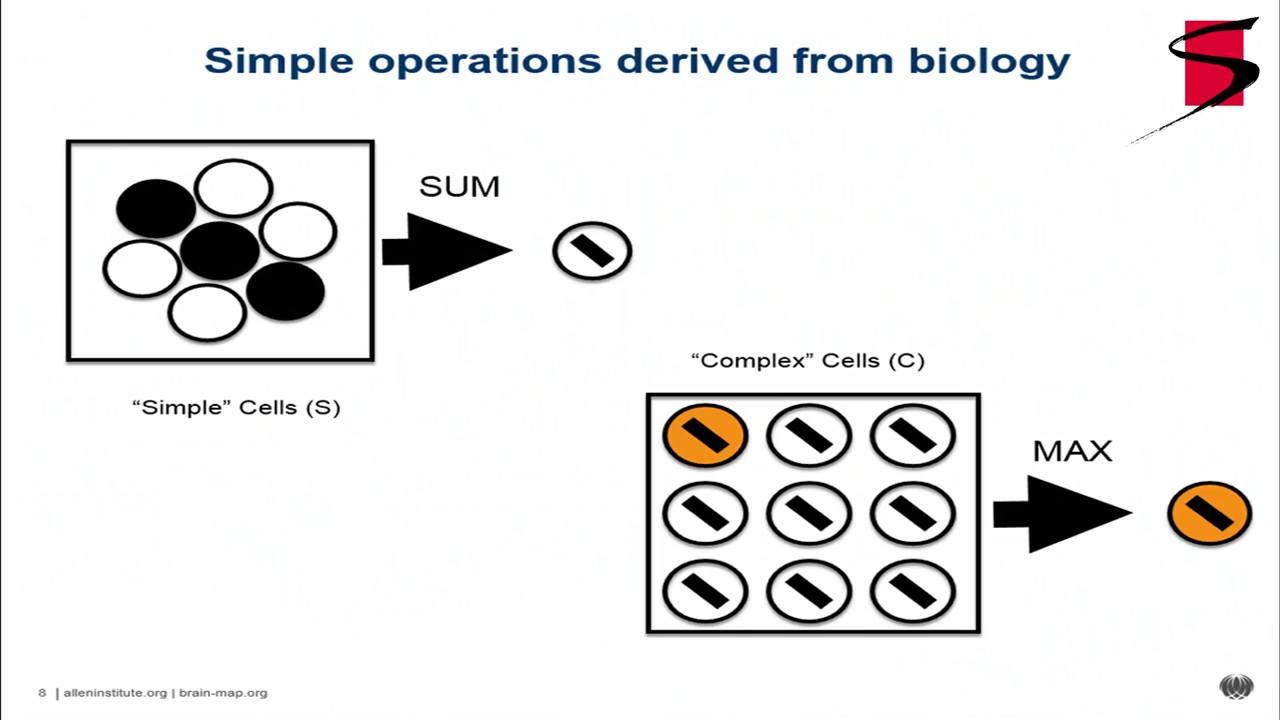 Simple operations derived from biology
SUM
“Simple” Cells (S)
“Complex” Cells (C)
MAX
8 | alleninstitute.org | brain-map.org